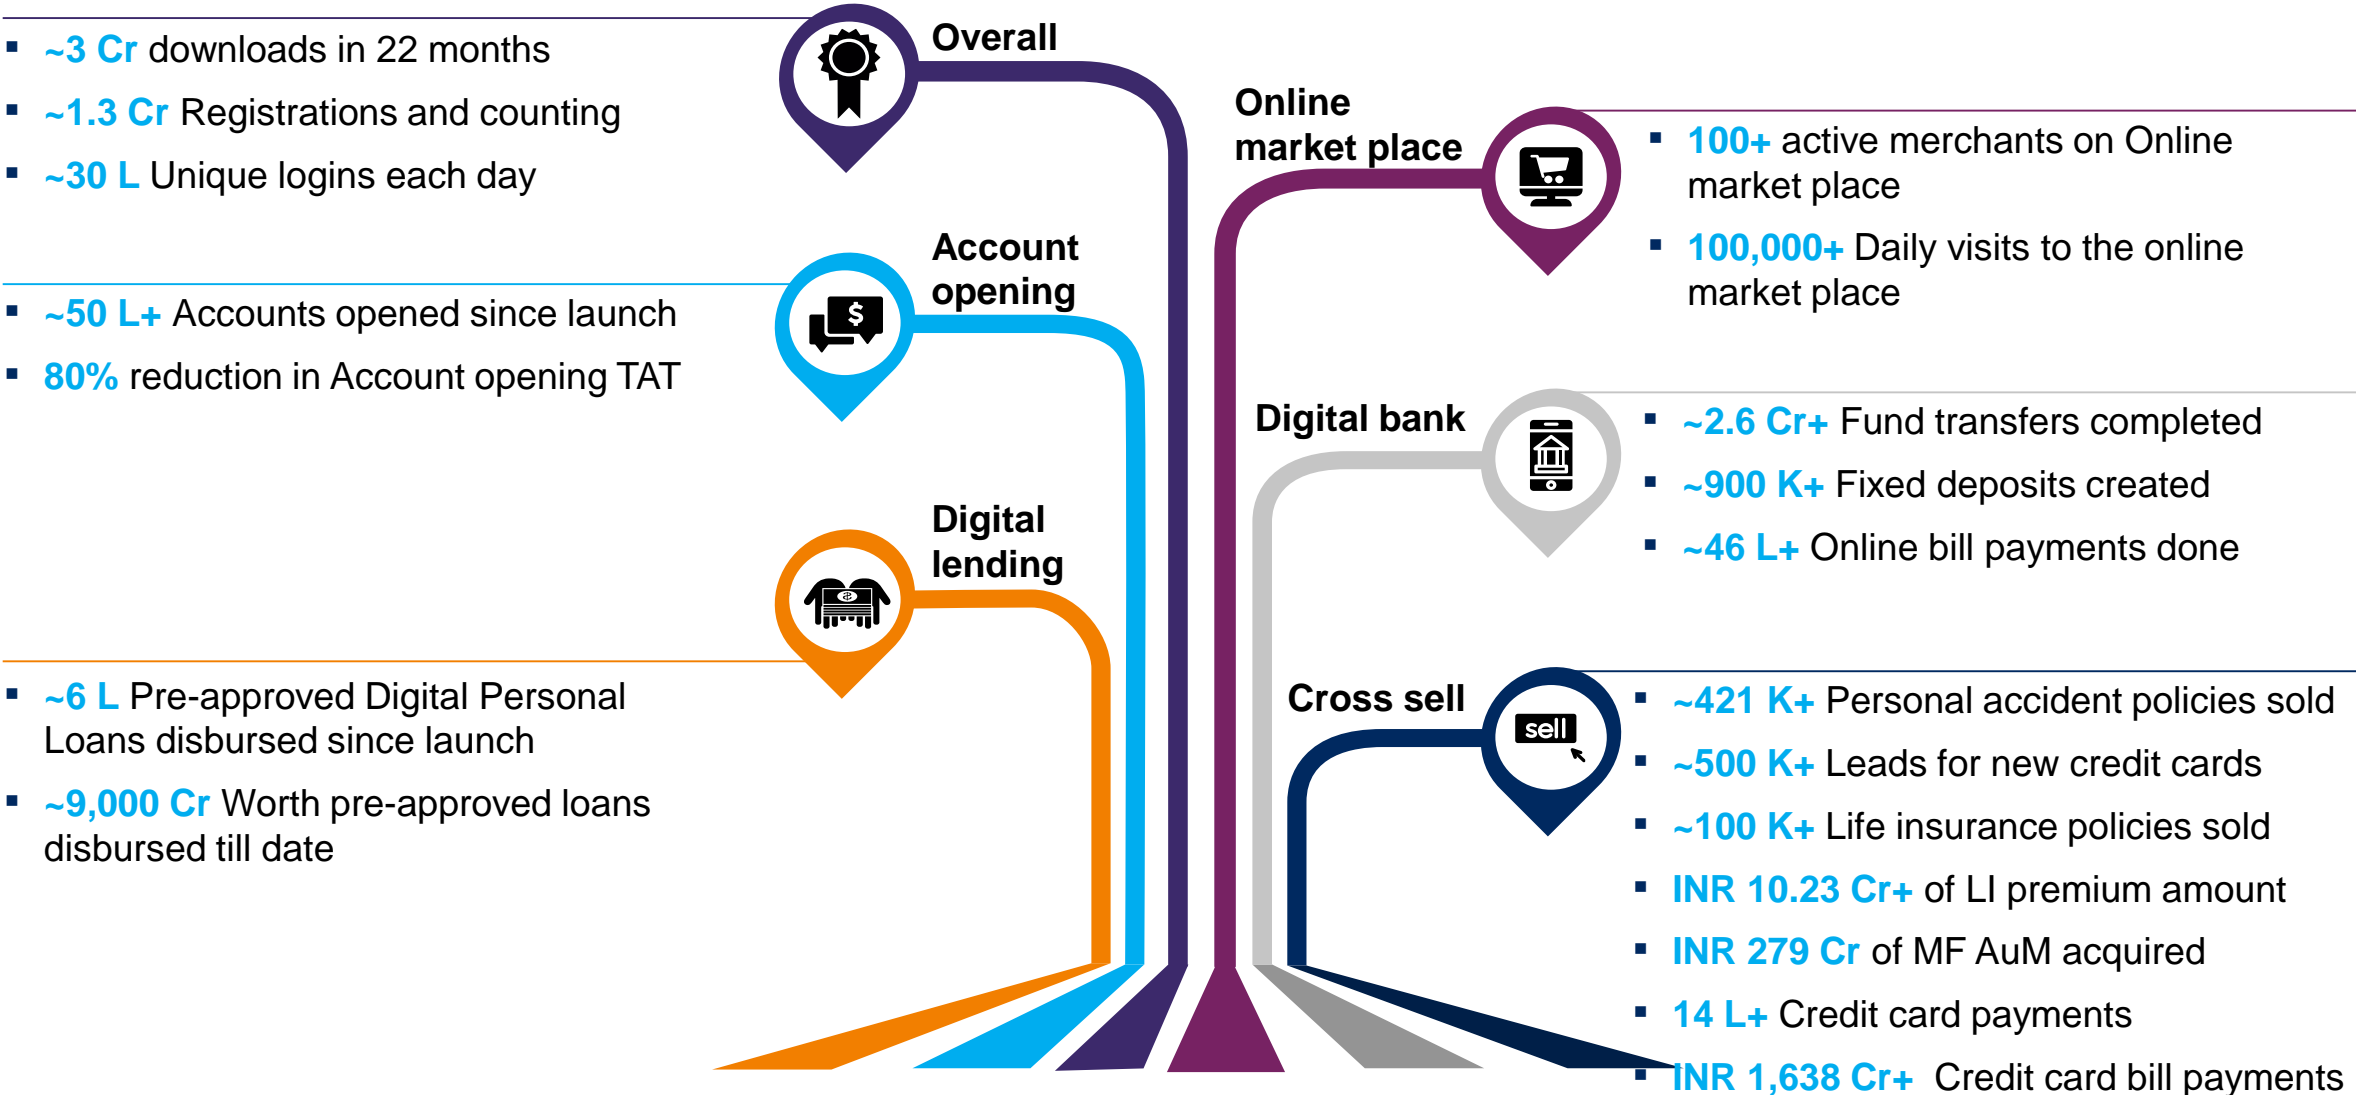 Overall
~3 Cr downloads in 22 months
~1.3 Cr Registrations and counting
~30 L Unique logins each day
Account
opening
~50 L+ Accounts opened since launch
80% reduction in Account opening TAT
Digital
lending
~6 L Pre-approved Digital Personal
Loans disbursed since launch
~9,000 Cr Worth pre-approved loans
disbursed till date
Online
market place
100+ active merchants on Online
market place
100,000+ Daily visits to the online
market place
Digital bank
~2.6 Cr+ Fund transfers completed
~900 K+ Fixed deposits created
~46 L+ Online bill payments done
Cross sell
sell
~421 K+ Personal accident policies sold
~500 K+ Leads for new credit cards
~100 K+ Life insurance policies sold
INR 10.23 Cr+ of LI premium amount
INR 279 Cr of MF AuM acquired
14 L+ Credit card payments
INR 1,638 Cr+ Credit card bill payments
$
$